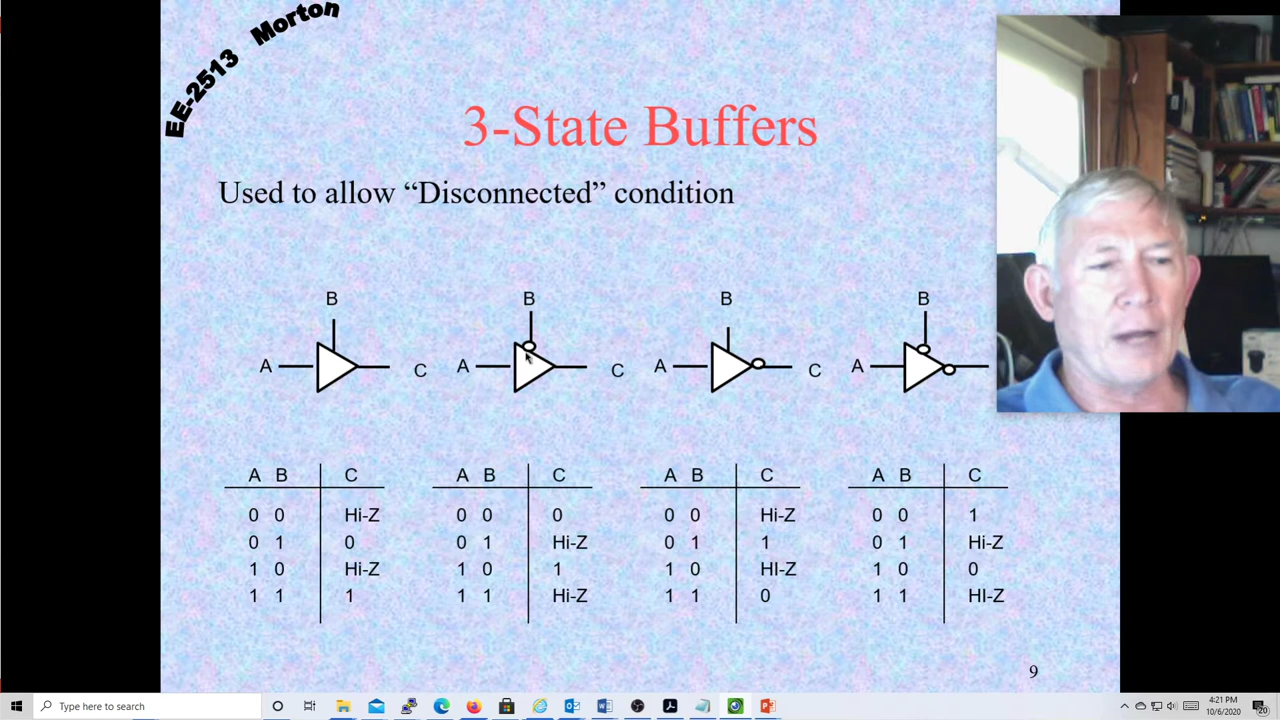 EE-2513 Morton
3-State Buffers
Used to allow “Disconnected” condition
B B B B
A C A C A C A
A B C A B C A B C A B C
0 0 Hi-Z 0 0 0 0 0 Hi-Z 0 0 1
0 1 0 0 1 Hi-Z 0 1 1 0 1 Hi-Z
1 0 Hi-Z 1 0 1 1 0 HI-Z 1 0 0
1 1 1 1 1 Hi-Z 1 1 0 1 1 HI-Z
9
Type here to search
4:21 PM
10/6/2020
20